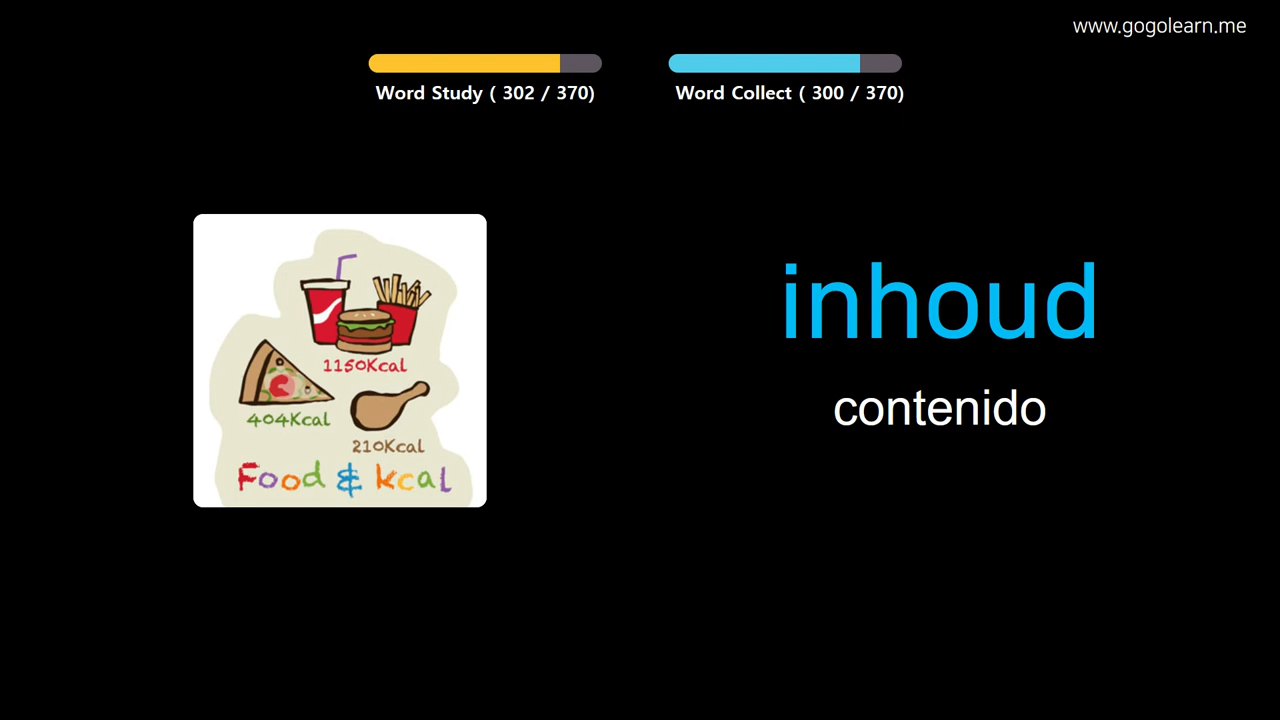 www.gogolearn.me
Word Study ( 302 / 370)
Word Collect ( 300 / 370)
inhoud
contenido
1150Kcal
404Kcal
210Kcal
Food & kcal